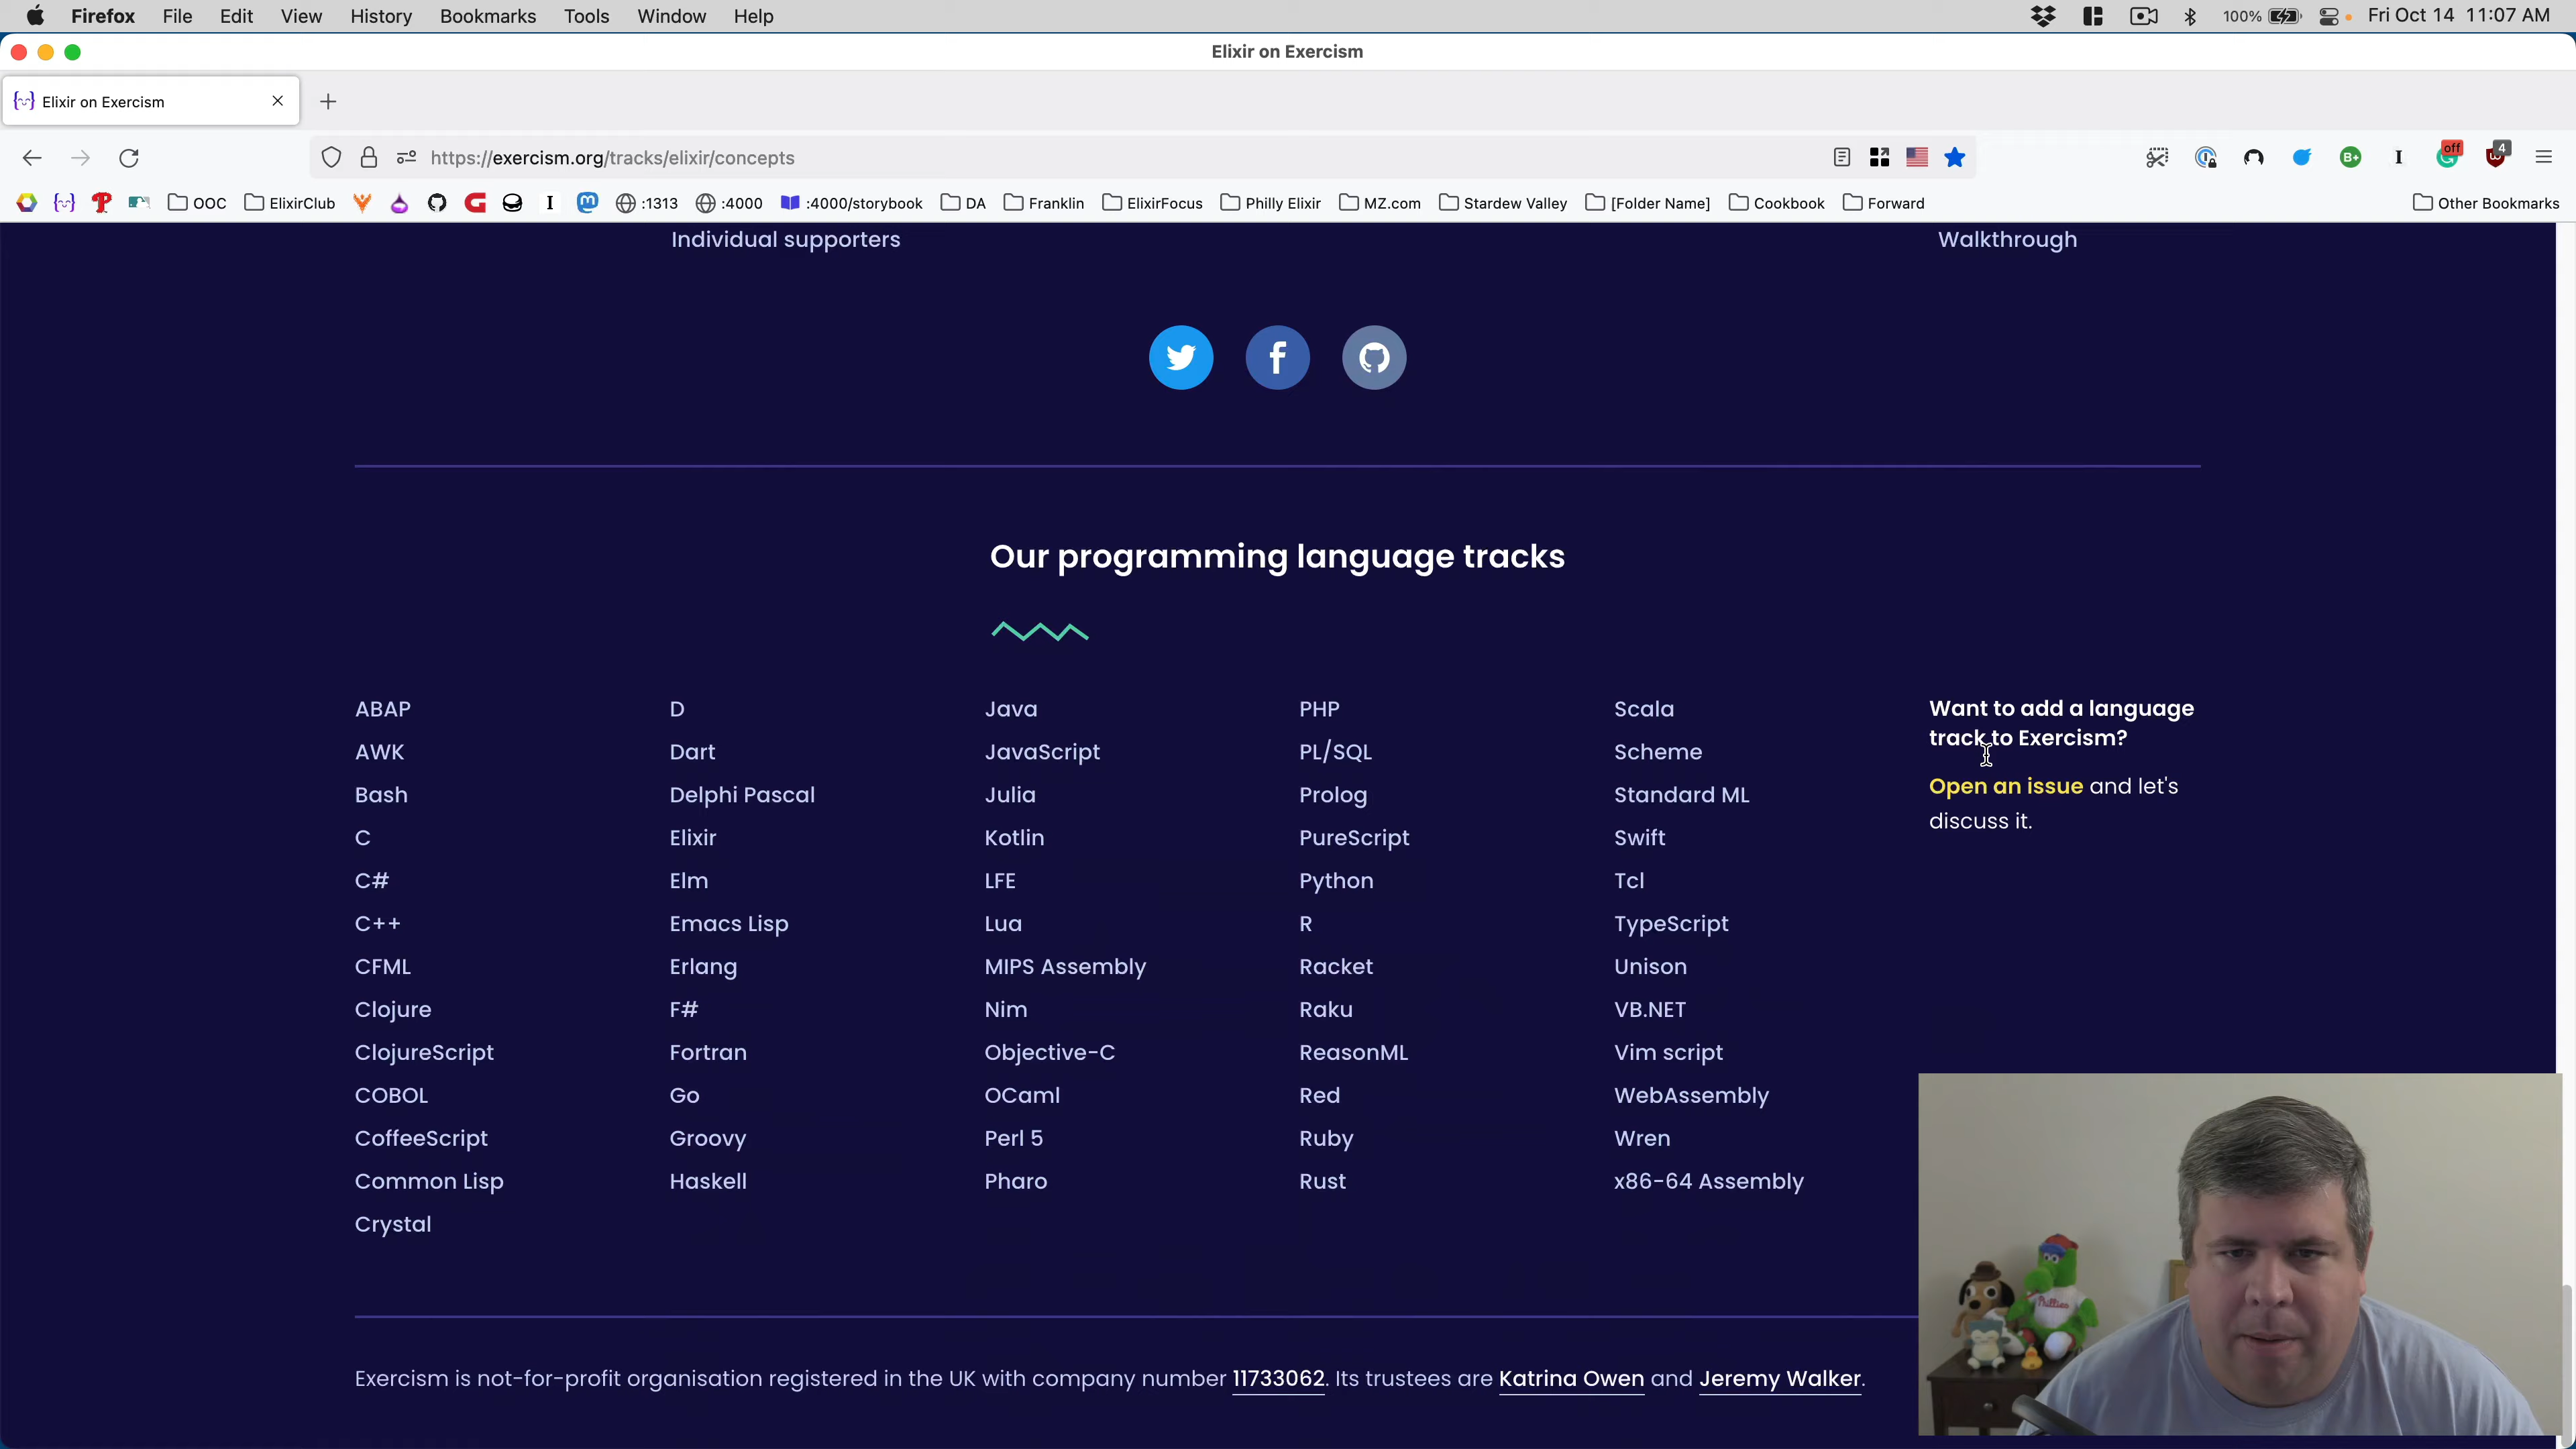 Firefox File Edit View History Bookmarks Tools Window Help 100% Fri Oct 14 11:07 AM
Elixir on Exercism
Elixir on Exercism
https://exercism.org/tracks/elixir/concepts
B+ I off 4
OOC ElixirClub I :1313 :4000 :4000/storybook DA Franklin ElixirFocus Philly Elixir MZ.com Stardew Valley [Folder Name] Cookbook Forward Other Bookmarks
Individual supporters Walkthrough
Our programming language tracks
ABAP
AWK
Bash
C
C#
C++
CFML
Clojure
ClojureScript
COBOL
CoffeeScript
Common Lisp
Crystal
D
Dart
Delphi Pascal
Elixir
Elm
Emacs Lisp
Erlang
F#
Fortran
Go
Groovy
Haskell
Java
JavaScript
Julia
Kotlin
LFE
Lua
MIPS Assembly
Nim
Objective-C
OCaml
Perl 5
Pharo
PHP
PL/SQL
Prolog
PureScript
Python
R
Racket
Raku
ReasonML
Red
Ruby
Rust
Scala
Scheme
Standard ML
Swift
Tcl
TypeScript
Unison
VB.NET
Vim script
WebAssembly
Wren
x86-64 Assembly
Want to add a language
track to Exercism?
Open an issue and let's
discuss it.
Phillies
Exercism is not-for-profit organisation registered in the UK with company number 11733062. Its trustees are Katrina Owen and Jeremy Walker.